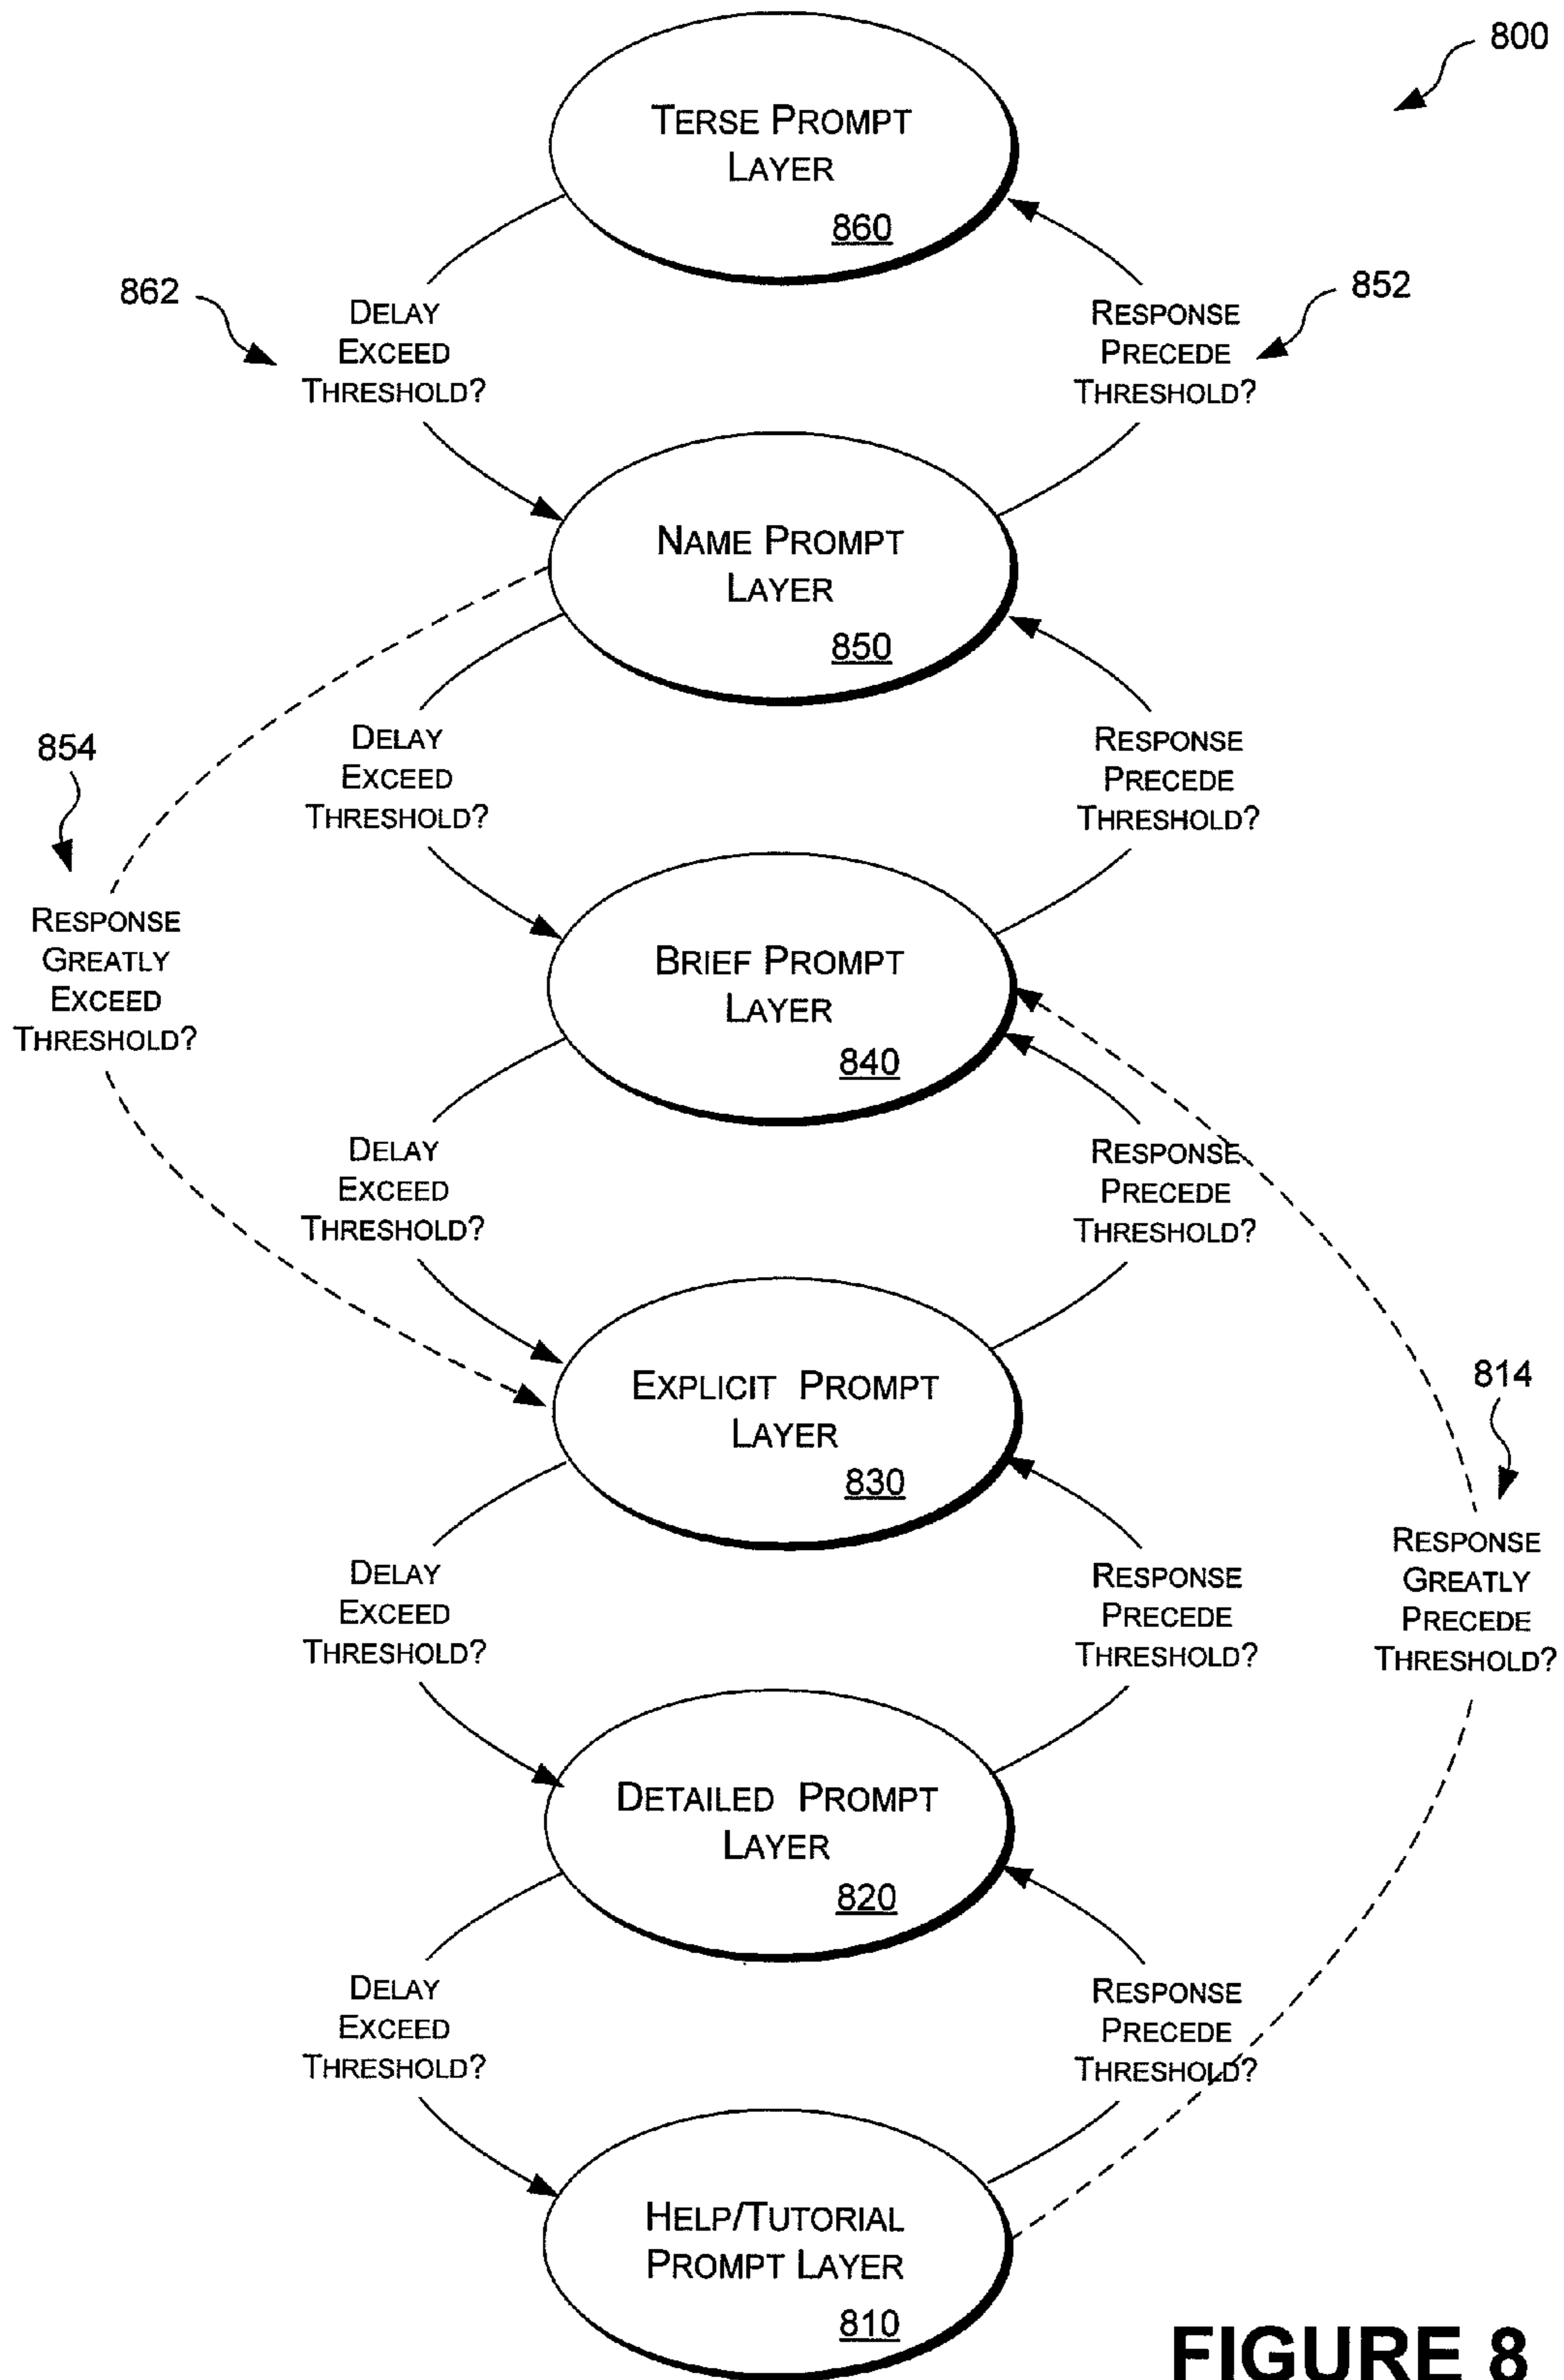 800
TERSE PROMPT
LAYER
860
862
DELAY
EXCEED
THRESHOLD?
852
RESPONSE
PRECEDE
THRESHOLD?
NAME PROMPT
LAYER
850
854
RESPONSE
GREATLY
EXCEED
THRESHOLD?
DELAY
EXCEED
THRESHOLD?
RESPONSE
PRECEDE
THRESHOLD?
BRIEF PROMPT
LAYER
840
DELAY
EXCEED
THRESHOLD?
RESPONSE
PRECEDE
THRESHOLD?
EXPLICIT PROMPT
LAYER
830
814
RESPONSE
GREATLY
PRECEDE
THRESHOLD?
DELAY
EXCEED
THRESHOLD?
RESPONSE
PRECEDE
THRESHOLD?
DETAILED PROMPT
LAYER
820
DELAY
EXCEED
THRESHOLD?
RESPONSE
PRECEDE
THRESHOLD?
HELP/TUTORIAL
PROMPT LAYER
810
FIGURE 8